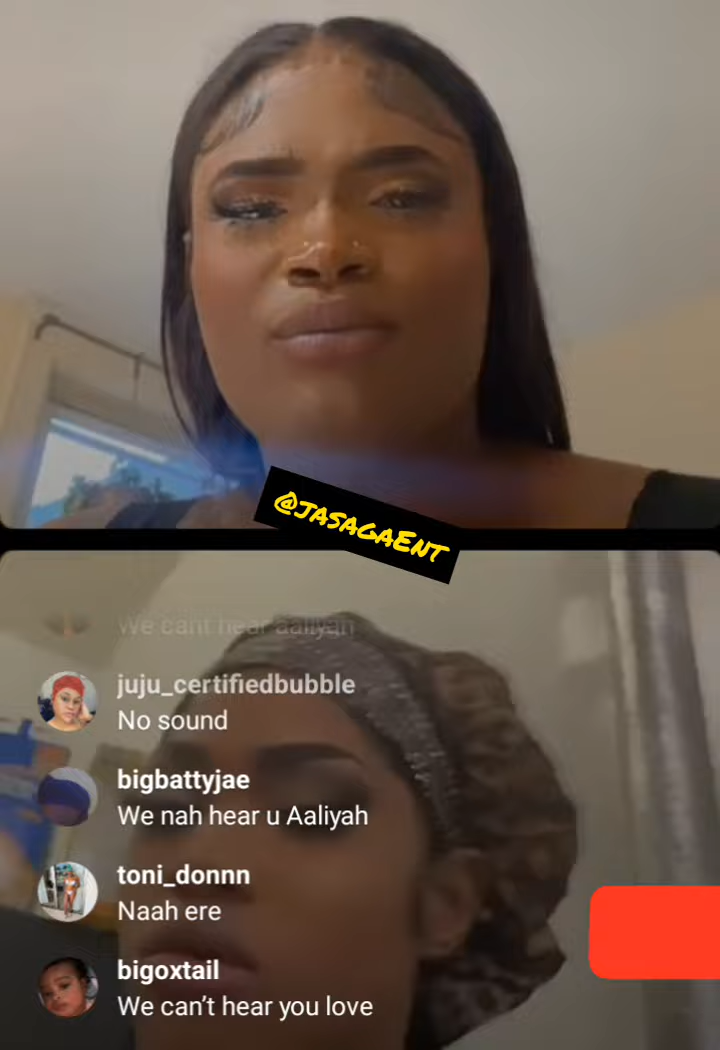 @JASAGAENT
We cant hear aaliyah
juju_certifiedbubble
No sound
bigbattyjae
We nah hear u Aaliyah
toni_donnn
Naah ere
bigoxtail
We can’t hear you love